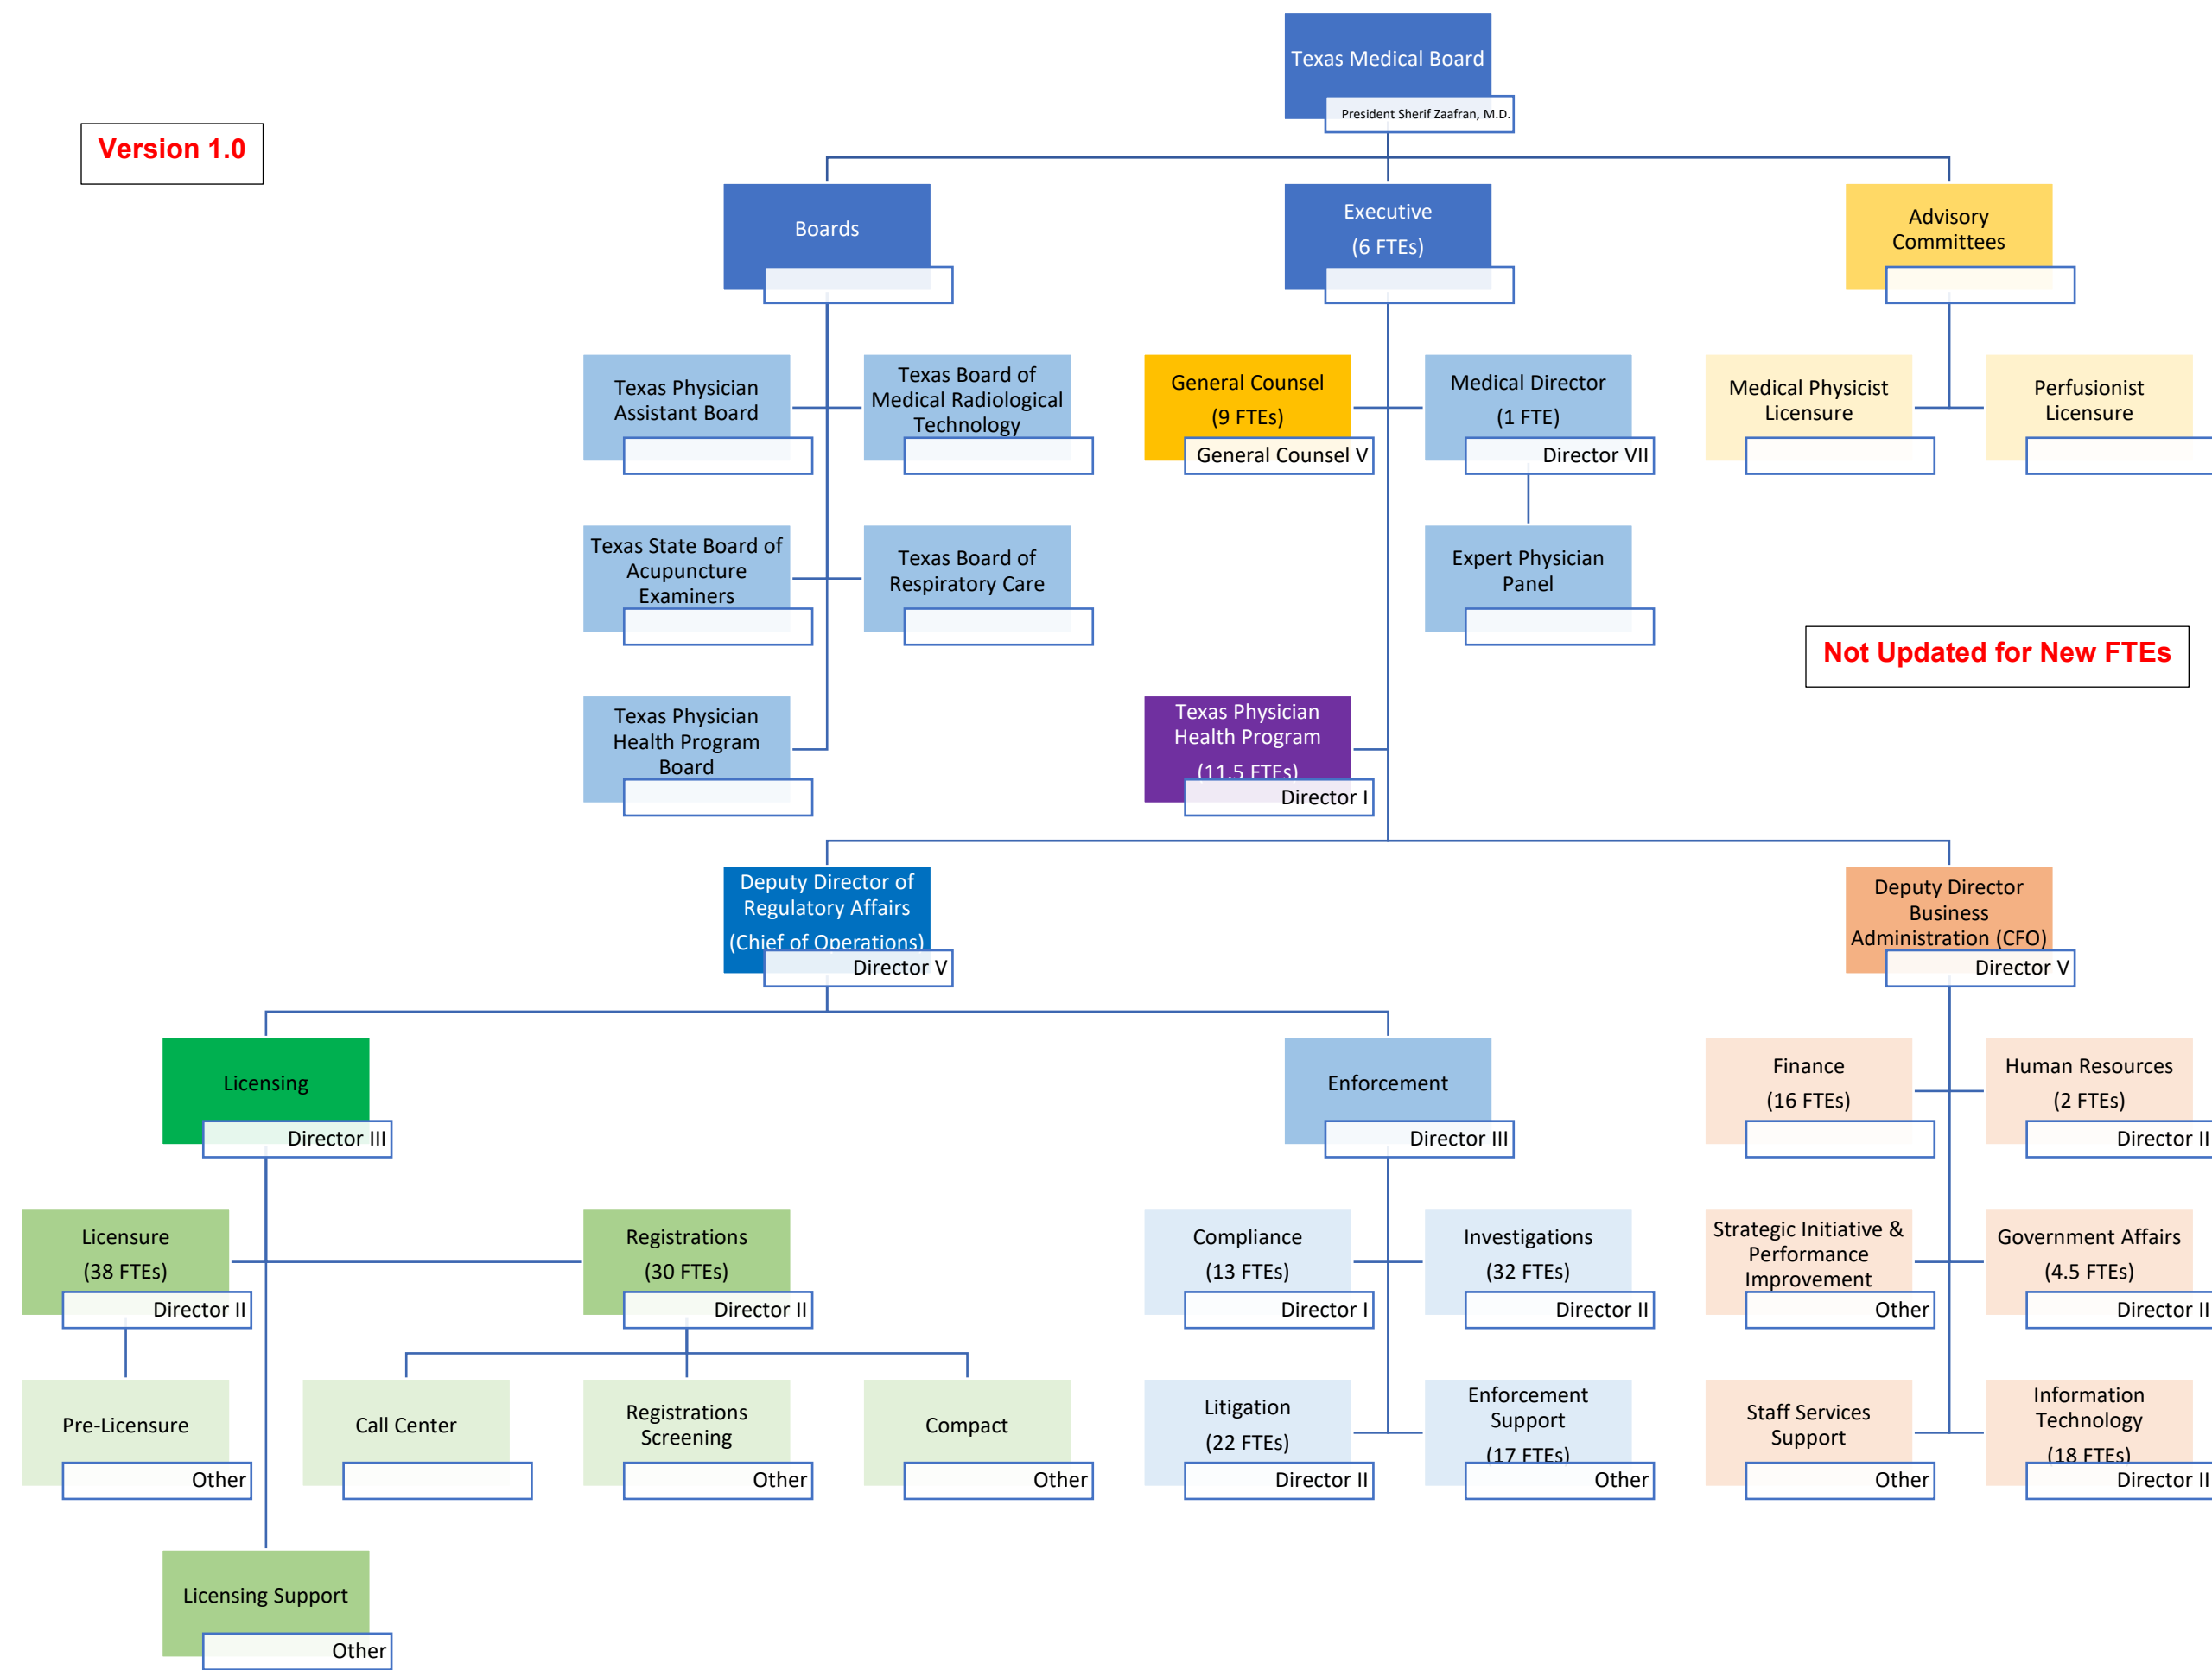 Texas Medical Board
President Sherif Zaafran, M.D.
Version 1.0
Boards
Executive
(6 FTEs)
Advisory
Committees
Texas Physician
Assistant Board
Texas Board of
Medical Radiological
Technology
General Counsel
(9 FTEs)
General Counsel V
Medical Director
(1 FTE)
Director VII
Medical Physicist
Licensure
Perfusionist
Licensure
Texas State Board of
Acupuncture
Examiners
Texas Board of
Respiratory Care
Expert Physician
Panel
Not Updated for New FTEs
Texas Physician
Health Program
Board
Texas Physician
Health Program
(11.5 FTEs)
Director I
Deputy Director of
Regulatory Affairs
(Chief of Operations)
Director V
Deputy Director
Business
Administration (CFO)
Director V
Licensing
Director III
Enforcement
Director III
Finance
(16 FTEs)
Human Resources
(2 FTEs)
Director II
Licensure
(38 FTEs)
Director II
Registrations
(30 FTEs)
Director II
Compliance
(13 FTEs)
Director I
Investigations
(32 FTEs)
Director II
Strategic Initiative &
Performance
Improvement
Other
Government Affairs
(4.5 FTEs)
Director II
Pre-Licensure
Other
Call Center
Registrations
Screening
Other
Compact
Other
Litigation
(22 FTEs)
Director II
Enforcement
Support
(17 FTEs)
Other
Staff Services
Support
Other
Information
Technology
(18 FTEs)
Director II
Licensing Support
Other